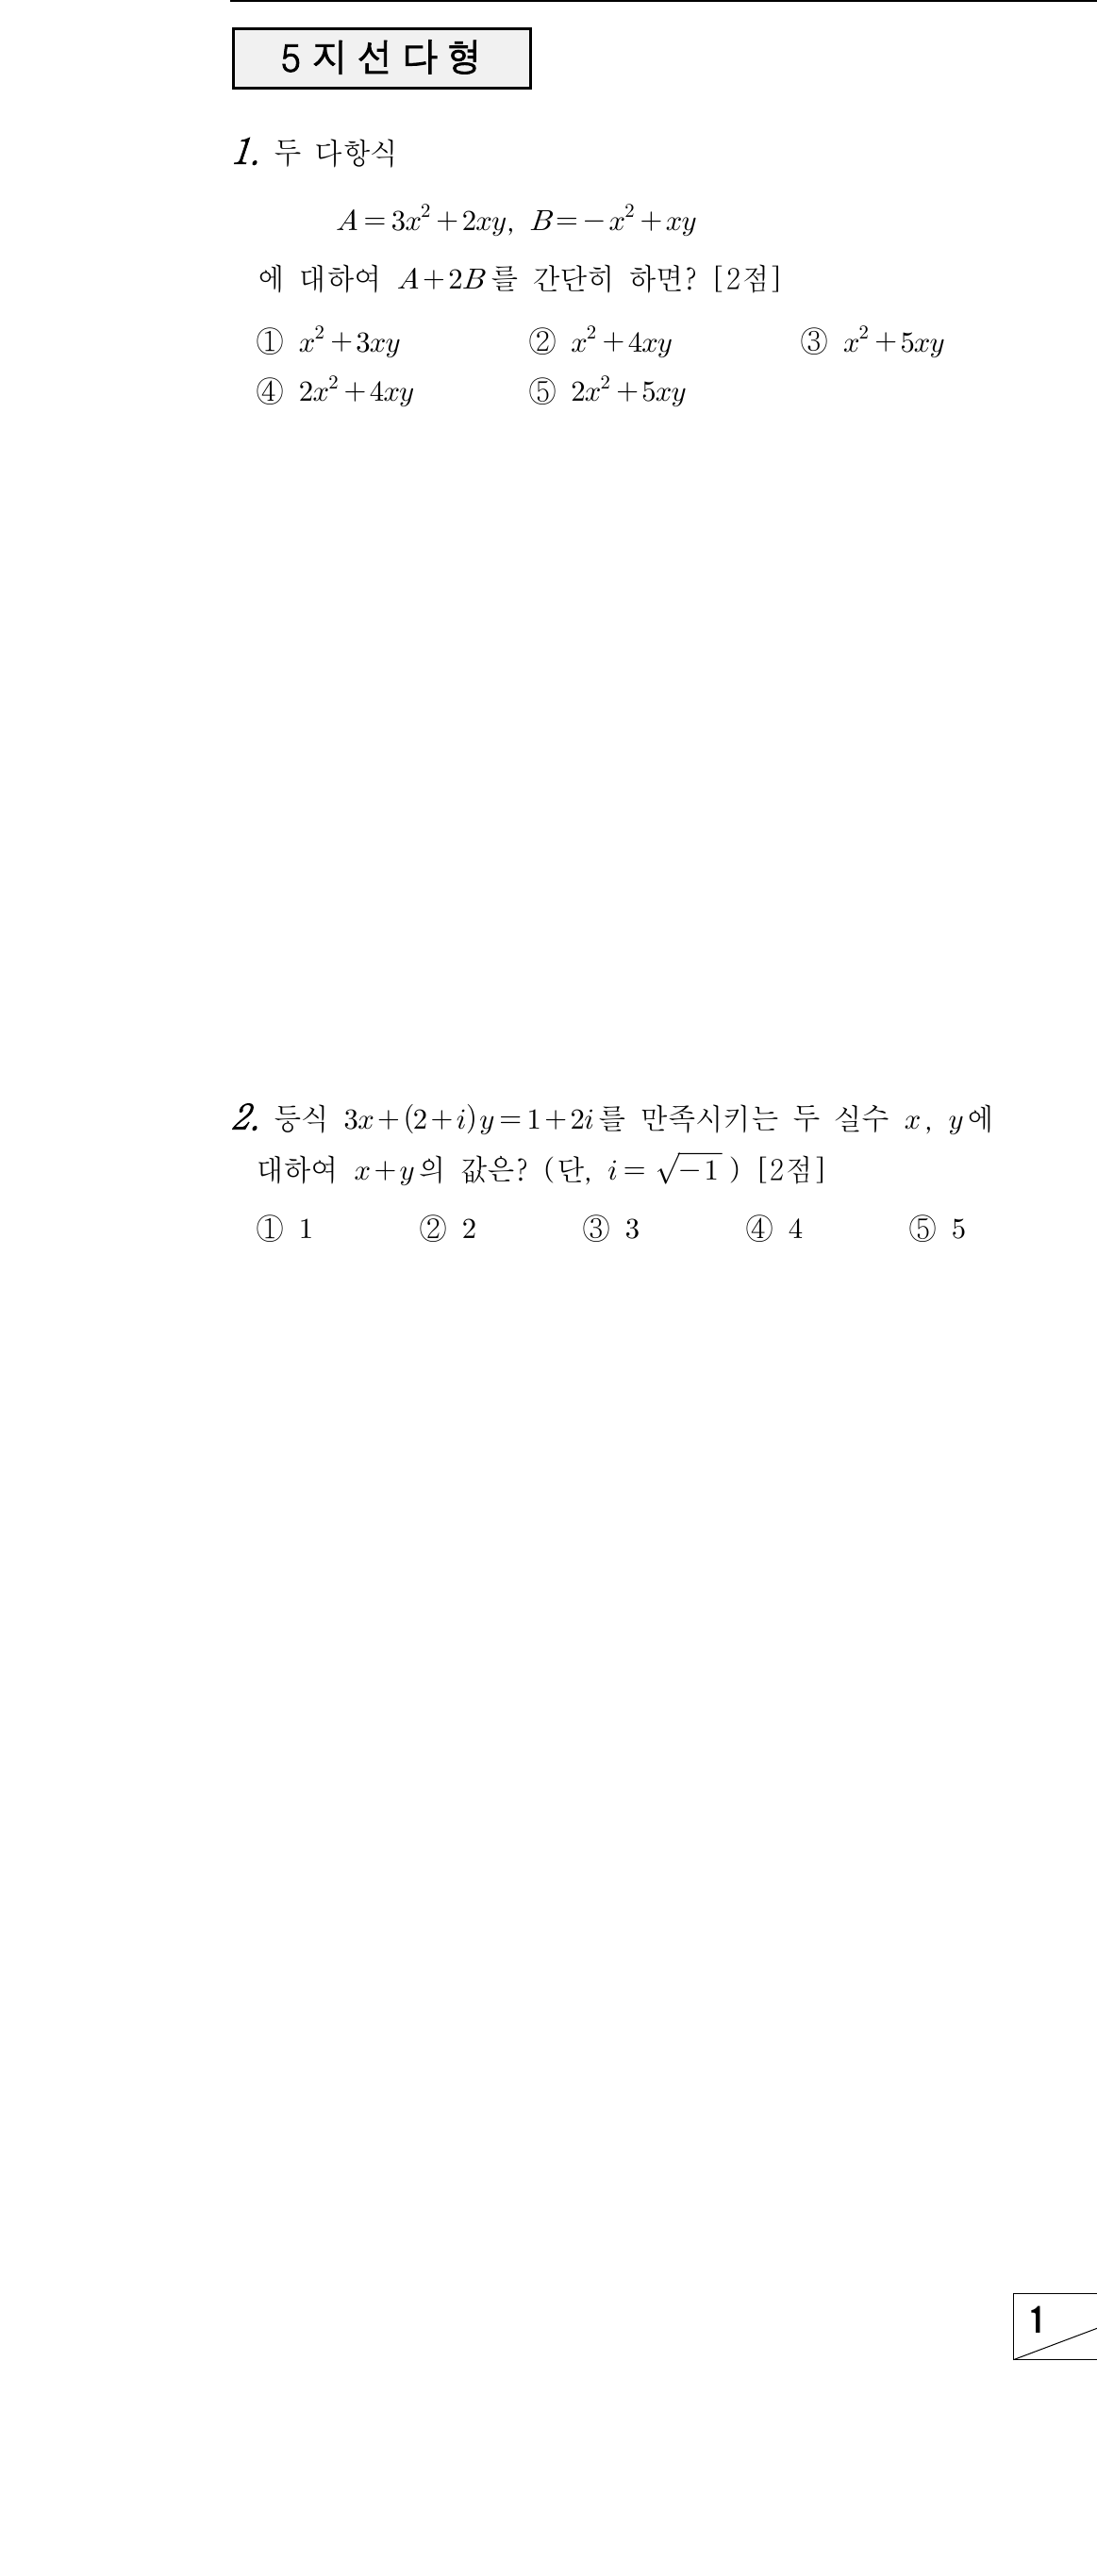 5지선다형
1. 두 다항식
A = 3x² + 2xy, B = −x² + xy
에 대하여 A + 2B를 간단히 하면? [2점]
① x² + 3xy ② x² + 4xy ③ x² + 5xy
④ 2x² + 4xy ⑤ 2x² + 5xy
2. 등식 3x + (2 + i)y = 1 + 2i를 만족시키는 두 실수 x, y에
대하여 x + y의 값은? (단, i = √−1 ) [2점]
① 1 ② 2 ③ 3 ④ 4 ⑤ 5
1